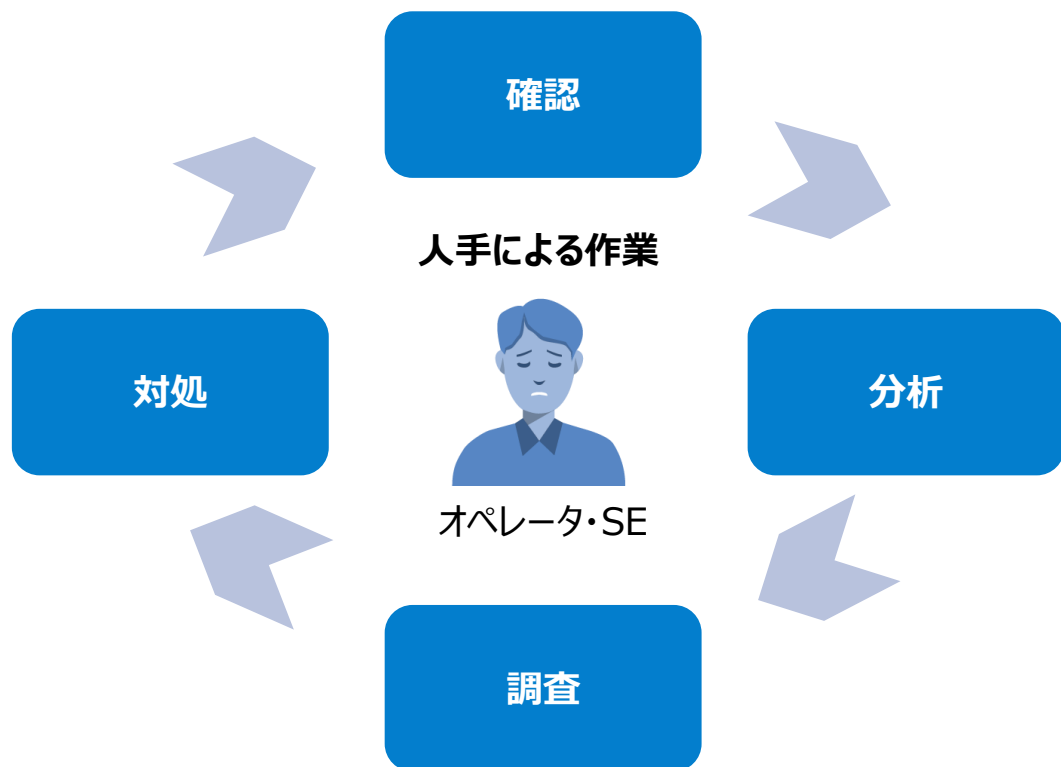 確認
人手による作業
対処
分析
オペレータ・SE
調査